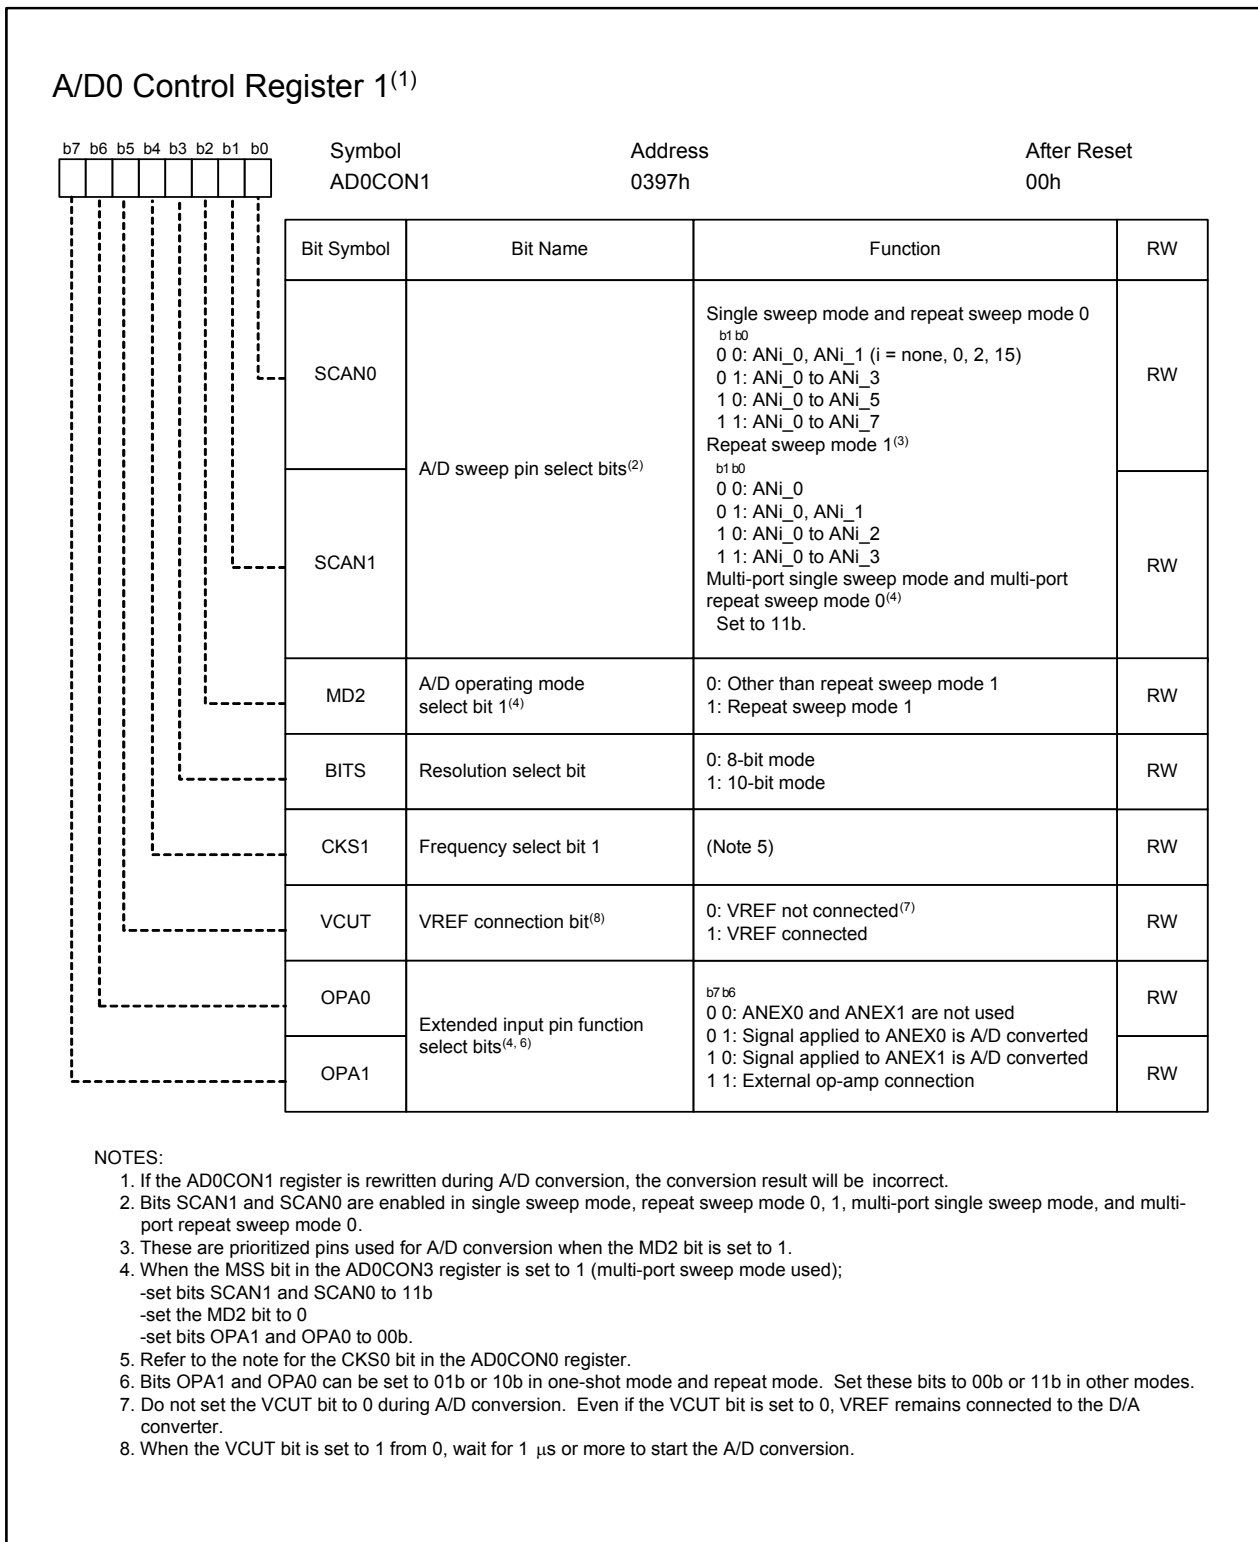 A/D0 Control Register 1(1)
b7 b6 b5 b4 b3 b2 b1 b0
Symbol Address After Reset
AD0CON1 0397h 00h
Bit Symbol Bit Name Function RW
SCAN0
SCAN1
A/D sweep pin select bits(2)
Single sweep mode and repeat sweep mode 0
b1 b0
0 0: ANi_0, ANi_1 (i = none, 0, 2, 15)
0 1: ANi_0 to ANi_3
1 0: ANi_0 to ANi_5
1 1: ANi_0 to ANi_7
Repeat sweep mode 1(3)
b1 b0
0 0: ANi_0
0 1: ANi_0, ANi_1
1 0: ANi_0 to ANi_2
1 1: ANi_0 to ANi_3
Multi-port single sweep mode and multi-port
repeat sweep mode 0(4)
Set to 11b.
RW
RW
MD2
A/D operating mode
select bit 1(4)
0: Other than repeat sweep mode 1
1: Repeat sweep mode 1
RW
BITS
Resolution select bit
0: 8-bit mode
1: 10-bit mode
RW
CKS1
Frequency select bit 1
(Note 5)
RW
VCUT
VREF connection bit(8)
0: VREF not connected(7)
1: VREF connected
RW
OPA0
OPA1
Extended input pin function
select bits(4, 6)
b7 b6
0 0: ANEX0 and ANEX1 are not used
0 1: Signal applied to ANEX0 is A/D converted
1 0: Signal applied to ANEX1 is A/D converted
1 1: External op-amp connection
RW
RW
NOTES:
1. If the AD0CON1 register is rewritten during A/D conversion, the conversion result will be incorrect.
2. Bits SCAN1 and SCAN0 are enabled in single sweep mode, repeat sweep mode 0, 1, multi-port single sweep mode, and multi-
port repeat sweep mode 0.
3. These are prioritized pins used for A/D conversion when the MD2 bit is set to 1.
4. When the MSS bit in the AD0CON3 register is set to 1 (multi-port sweep mode used);
-set bits SCAN1 and SCAN0 to 11b
-set the MD2 bit to 0
-set bits OPA1 and OPA0 to 00b.
5. Refer to the note for the CKS0 bit in the AD0CON0 register.
6. Bits OPA1 and OPA0 can be set to 01b or 10b in one-shot mode and repeat mode. Set these bits to 00b or 11b in other modes.
7. Do not set the VCUT bit to 0 during A/D conversion. Even if the VCUT bit is set to 0, VREF remains connected to the D/A
converter.
8. When the VCUT bit is set to 1 from 0, wait for 1 μs or more to start the A/D conversion.